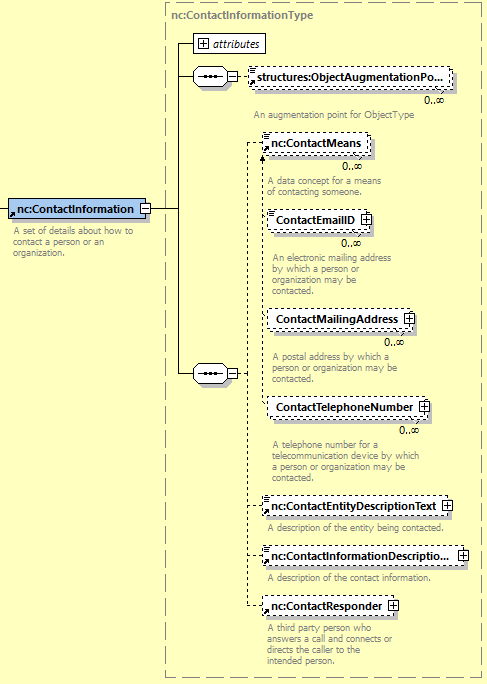 nc:ContactInformationType
attributes
structures:ObjectAugmentationPo...
0..∞
An augmentation point for ObjectType
nc:ContactMeans
0..∞
A data concept for a means
of contacting someone.
nc:ContactInformation
A set of details about how to
contact a person or an
organization.
ContactEmailID
0..∞
An electronic mailing address
by which a person or
organization may be
contacted.
ContactMailingAddress
0..∞
A postal address by which a
person or organization may be
contacted.
ContactTelephoneNumber
0..∞
A telephone number for a
telecommunication device by which
a person or organization may be
contacted.
nc:ContactEntityDescriptionText
A description of the entity being contacted.
nc:ContactInformationDescriptio...
A description of the contact information.
nc:ContactResponder
A third party person who
answers a call and connects or
directs the caller to the
intended person.